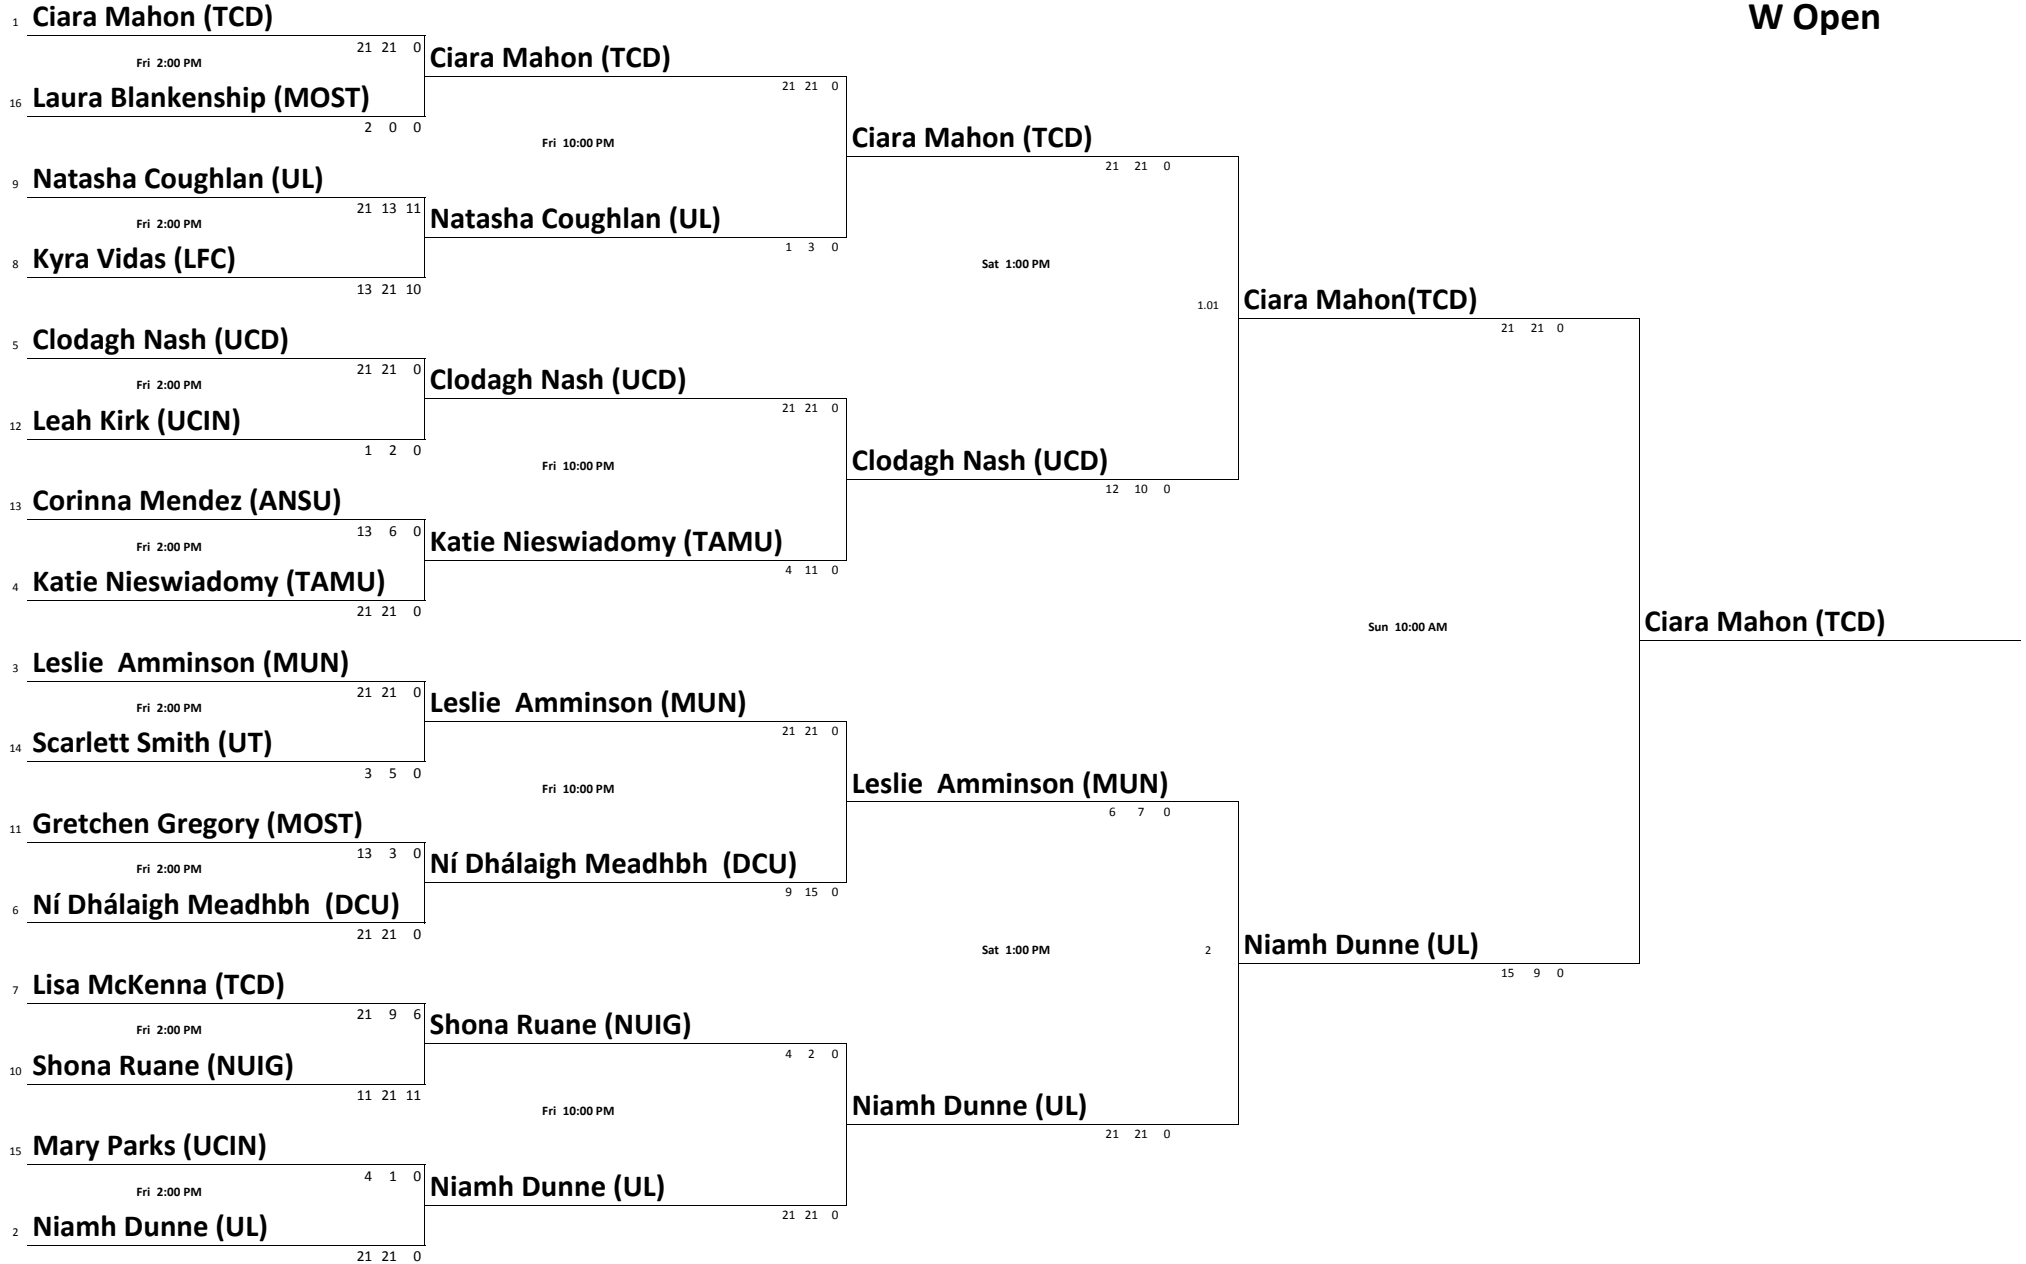 W Open
1 Ciara Mahon (TCD)
21 21 0
Fri 2:00 PM
16 Laura Blankenship (MOST)
2 0 0
9 Natasha Coughlan (UL)
21 13 11
Fri 2:00 PM
8 Kyra Vidas (LFC)
13 21 10
5 Clodagh Nash (UCD)
21 21 0
Fri 2:00 PM
12 Leah Kirk (UCIN)
1 2 0
13 Corinna Mendez (ANSU)
13 6 0
Fri 2:00 PM
4 Katie Nieswiadomy (TAMU)
21 21 0
3 Leslie Amminson (MUN)
21 21 0
Fri 2:00 PM
14 Scarlett Smith (UT)
3 5 0
11 Gretchen Gregory (MOST)
13 3 0
Fri 2:00 PM
6 Ní Dhálaigh Meadhbh (DCU)
21 21 0
7 Lisa McKenna (TCD)
21 9 6
Fri 2:00 PM
10 Shona Ruane (NUIG)
11 21 11
15 Mary Parks (UCIN)
4 1 0
Fri 2:00 PM
2 Niamh Dunne (UL)
21 21 0
Ciara Mahon (TCD)
21 21 0
Fri 10:00 PM
Natasha Coughlan (UL)
1 3 0
Clodagh Nash (UCD)
21 21 0
Fri 10:00 PM
Katie Nieswiadomy (TAMU)
4 11 0
Leslie Amminson (MUN)
21 21 0
Fri 10:00 PM
Ní Dhálaigh Meadhbh (DCU)
9 15 0
Shona Ruane (NUIG)
4 2 0
Fri 10:00 PM
Niamh Dunne (UL)
21 21 0
Ciara Mahon (TCD)
21 21 0
Sat 1:00 PM
1.01
Clodagh Nash (UCD)
12 10 0
Leslie Amminson (MUN)
6 7 0
Sat 1:00 PM
2
Niamh Dunne (UL)
21 21 0
Ciara Mahon(TCD)
21 21 0
Sun 10:00 AM
Niamh Dunne (UL)
15 9 0
Ciara Mahon (TCD)